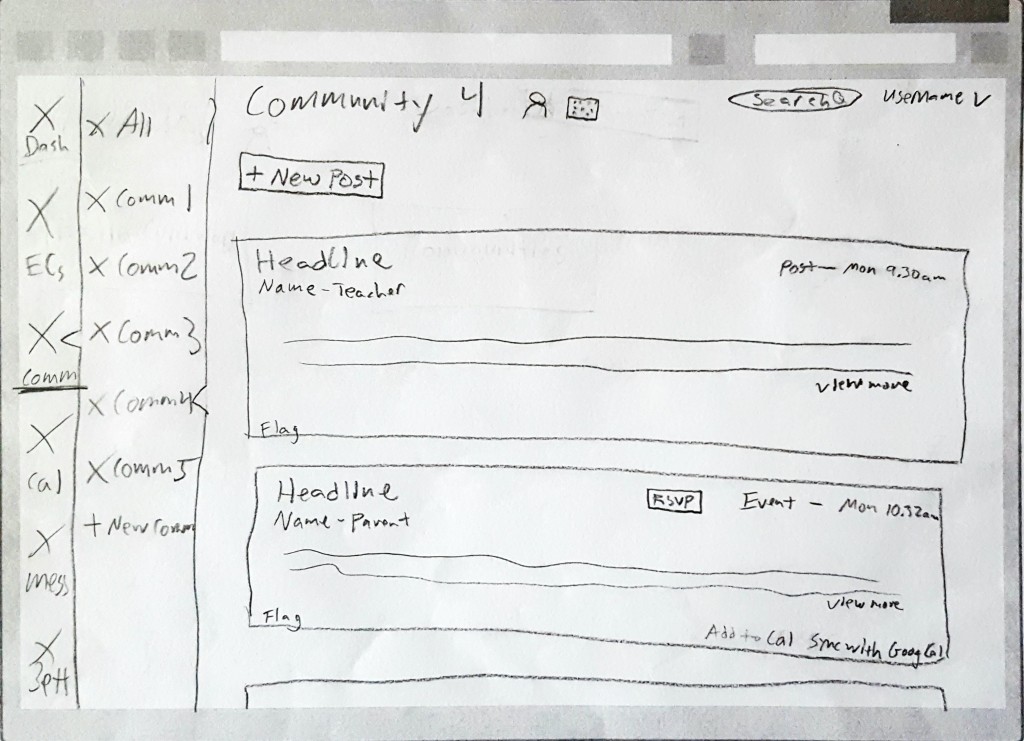 Dash
ECs
Comm
Cal
Mess
3pH
All
Comm 1
Comm 2
Comm 3
Comm 4
Comm 5
+ New Comm
Community 4
Search
Username
+ New Post
Headline
Post — Mon 9.30am
Name - Teacher
View more
Flag
Headline
RSVP
Event — Mon 10.32am
Name - Parent
View more
Flag
Add to Cal Sync with Goog Cal